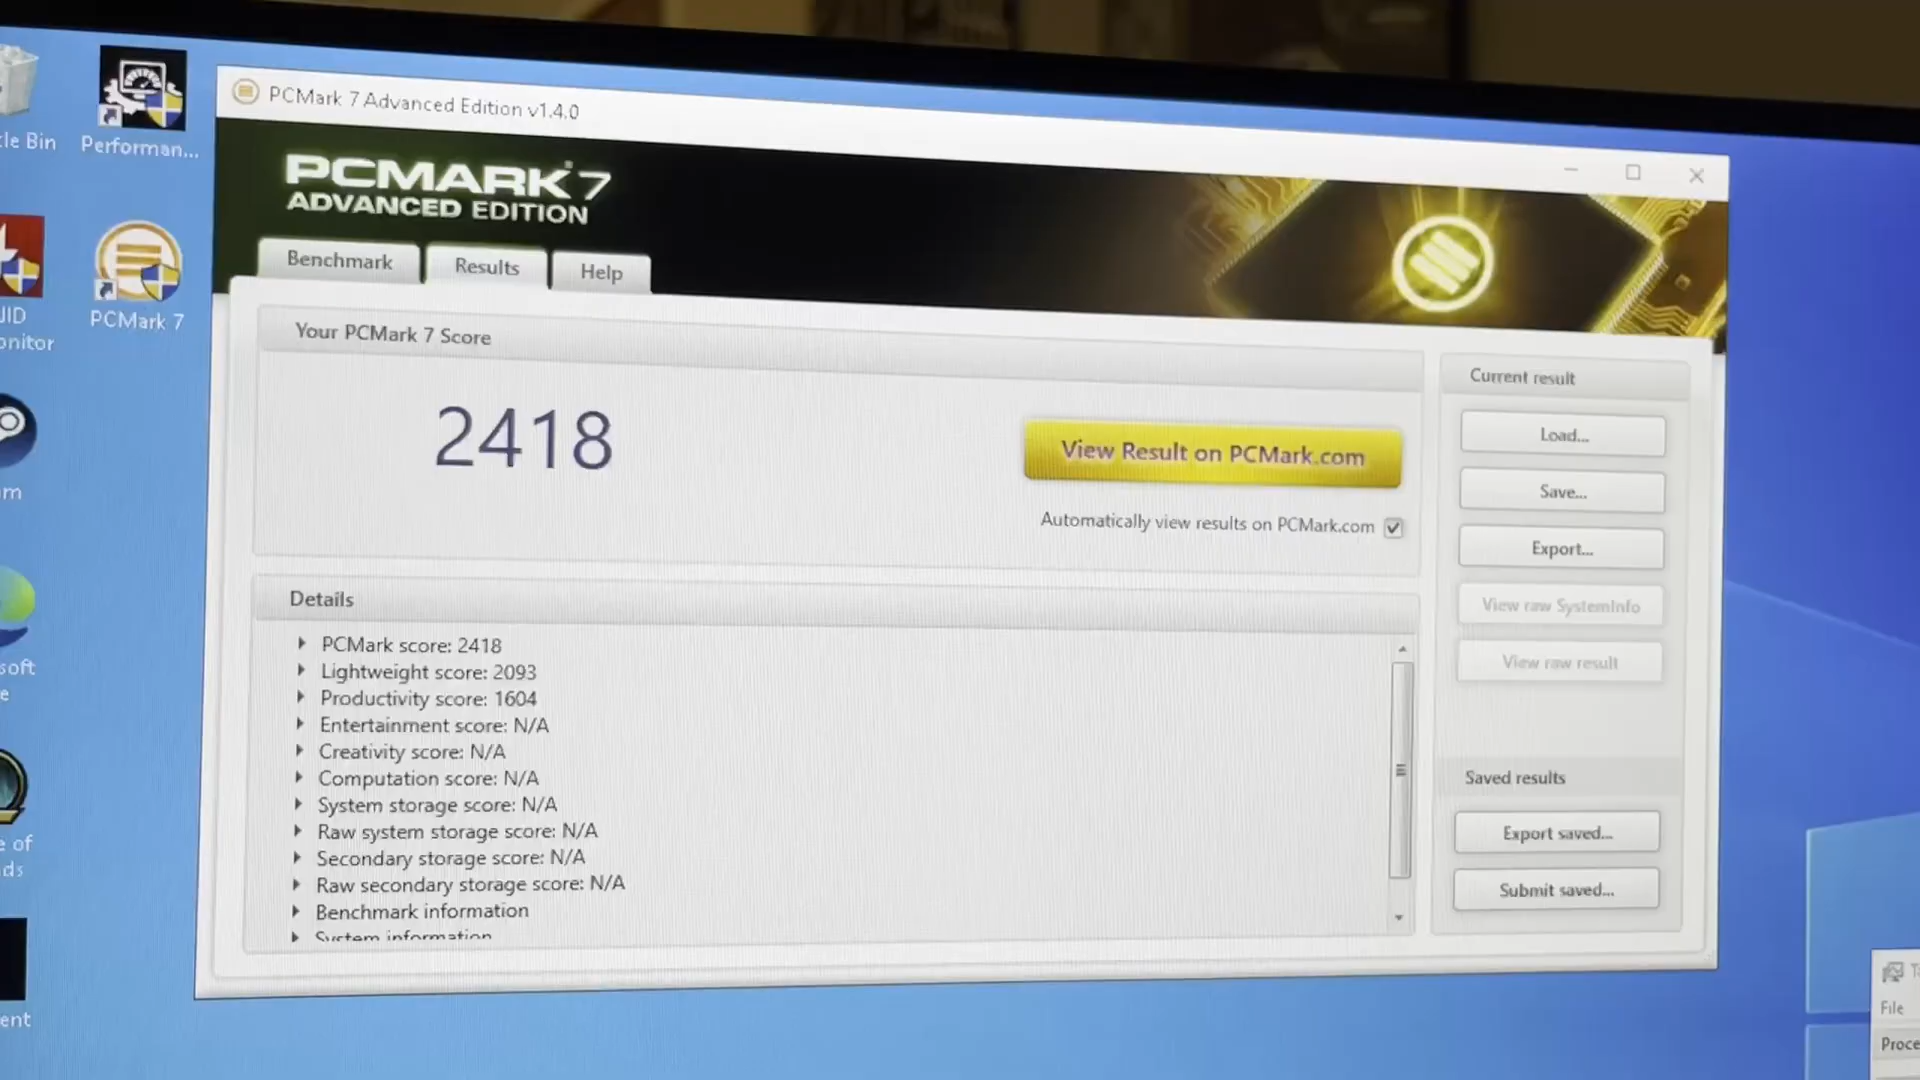 PCMark 7 Advanced Edition v1.4.0
PCMARK 7
ADVANCED EDITION
Benchmark
Results
Help
Your PCMark 7 Score
2418
View Result on PCMark.com
Automatically view results on PCMark.com
Details
PCMark score: 2418
Lightweight score: 2093
Productivity score: 1604
Entertainment score: N/A
Creativity score: N/A
Computation score: N/A
System storage score: N/A
Raw system storage score: N/A
Secondary storage score: N/A
Raw secondary storage score: N/A
Benchmark information
System information
Current result
Load...
Save...
Export...
View raw SystemInfo
View raw result
Saved results
Export saved...
Submit saved...
cle Bin
Performan...
PCMark 7
onitor
m
soft
e
e of
ds
ent
File
Proce